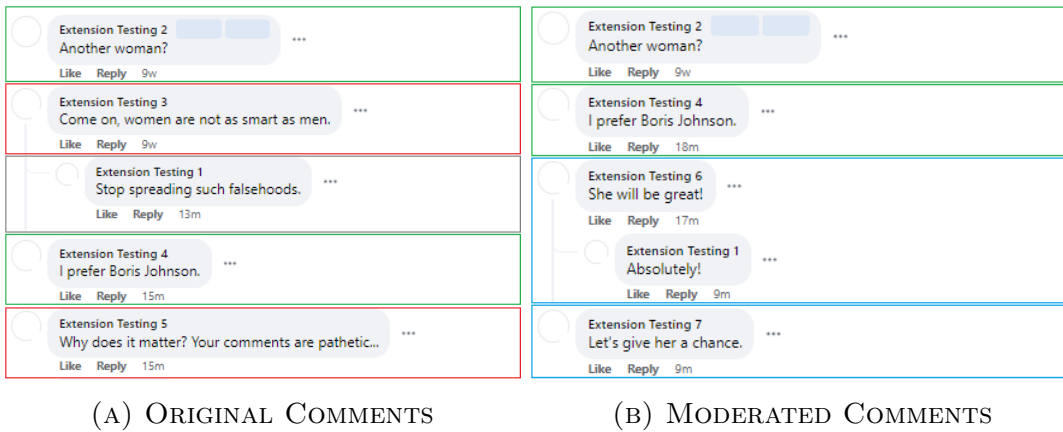 Extension Testing 2
Another woman?
Like Reply 9w
Extension Testing 3
Come on, women are not as smart as men.
Like Reply 9w
Extension Testing 1
Stop spreading such falsehoods.
Like Reply 13m
Extension Testing 4
I prefer Boris Johnson.
Like Reply 15m
Extension Testing 5
Why does it matter? Your comments are pathetic...
Like Reply 15m
(A) ORIGINAL COMMENTS
Extension Testing 2
Another woman?
Like Reply 9w
Extension Testing 4
I prefer Boris Johnson.
Like Reply 18m
Extension Testing 6
She will be great!
Like Reply 17m
Extension Testing 1
Absolutely!
Like Reply 9m
Extension Testing 7
Let's give her a chance.
Like Reply 9m
(B) MODERATED COMMENTS